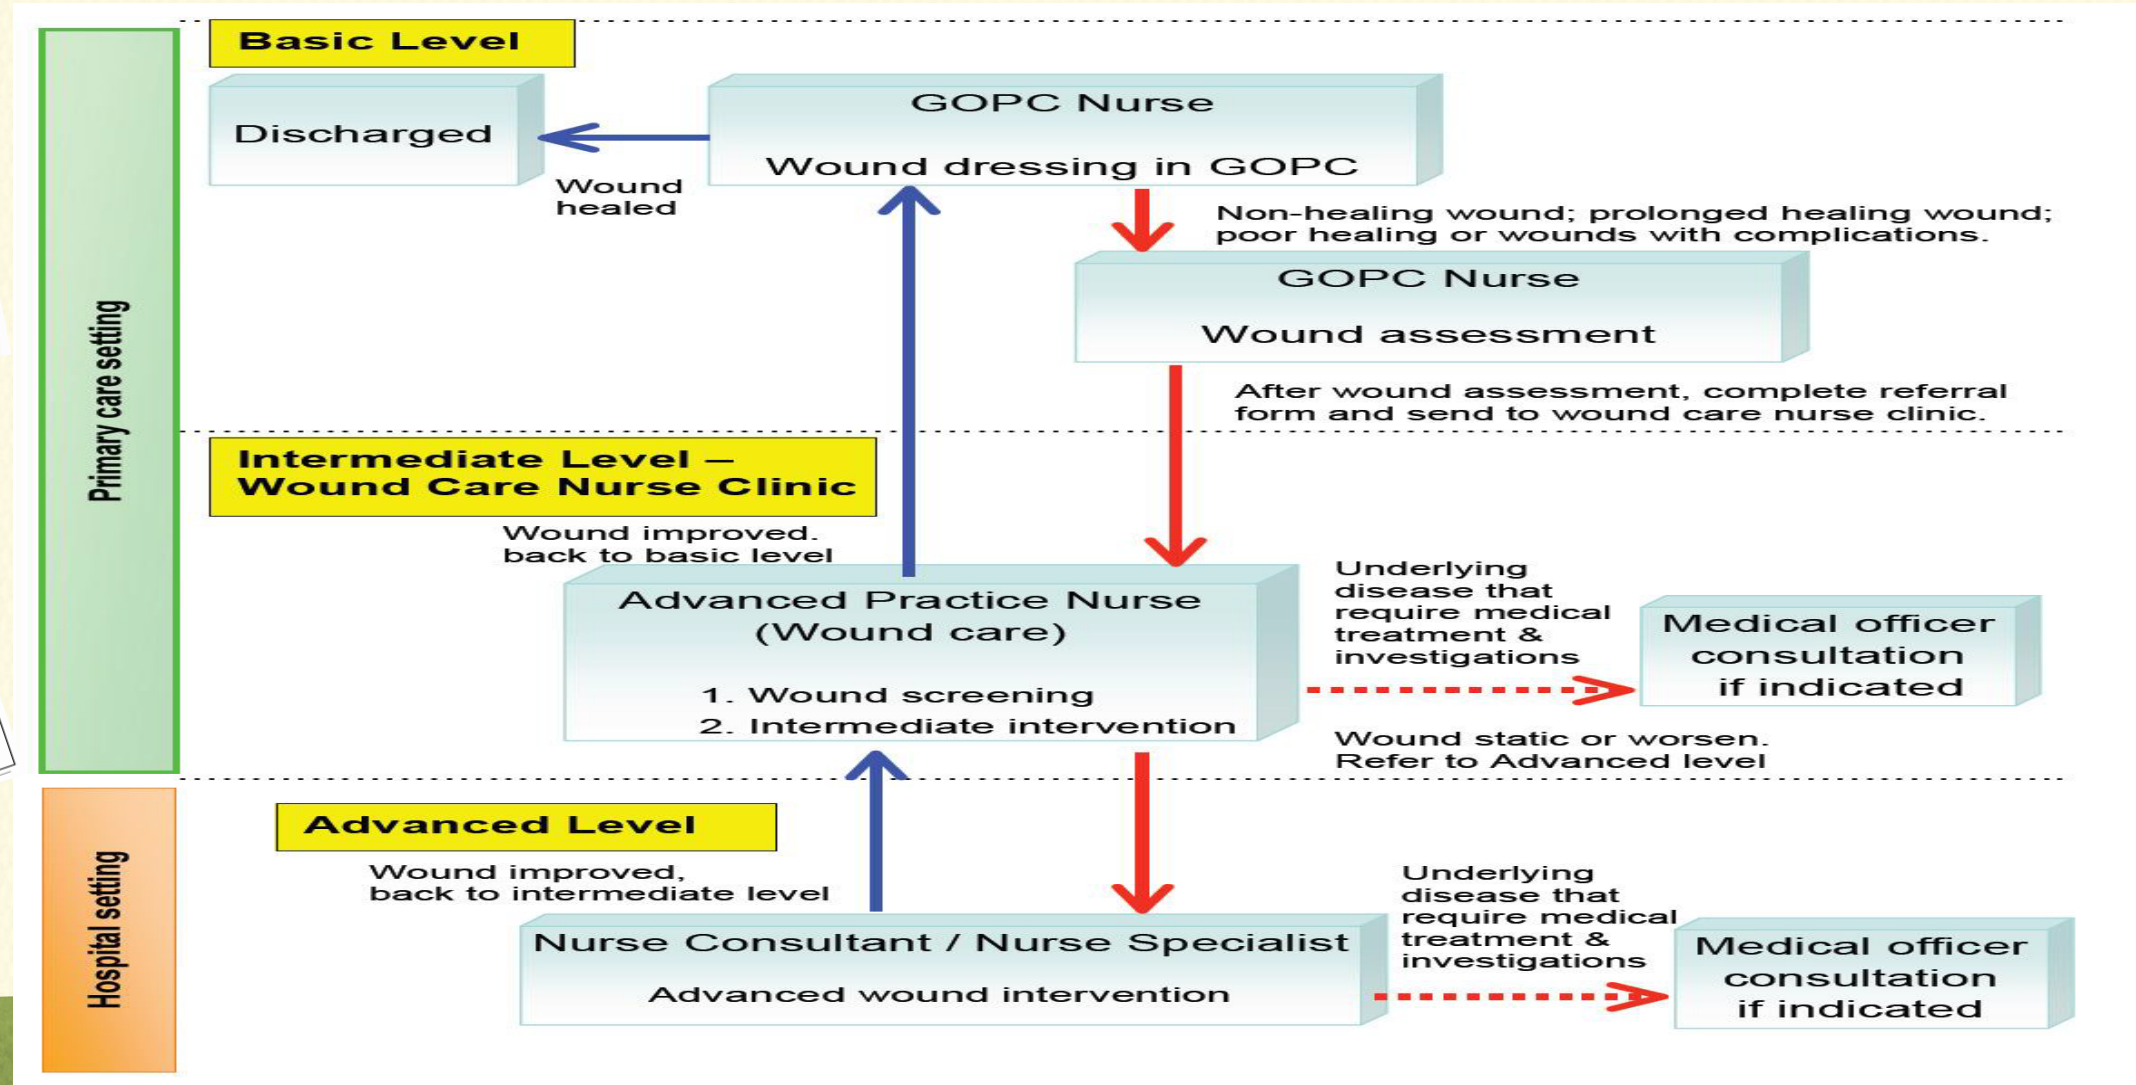 Primary care setting
Hospital setting
Basic Level
Discharged
Wound
healed
GOPC Nurse
Wound dressing in GOPC
Non-healing wound; prolonged healing wound;
poor healing or wounds with complications.
GOPC Nurse
Wound assessment
After wound assessment, complete referral
form and send to wound care nurse clinic.
Intermediate Level –
Wound Care Nurse Clinic
Wound improved.
back to basic level
Advanced Practice Nurse
(Wound care)
1. Wound screening
2. Intermediate intervention
Underlying
disease that
require medical
treatment &
investigations
Medical officer
consultation
if indicated
Wound static or worsen.
Refer to Advanced level
Advanced Level
Wound improved,
back to intermediate level
Nurse Consultant / Nurse Specialist
Advanced wound intervention
Underlying
disease that
require medical
treatment &
investigations
Medical officer
consultation
if indicated